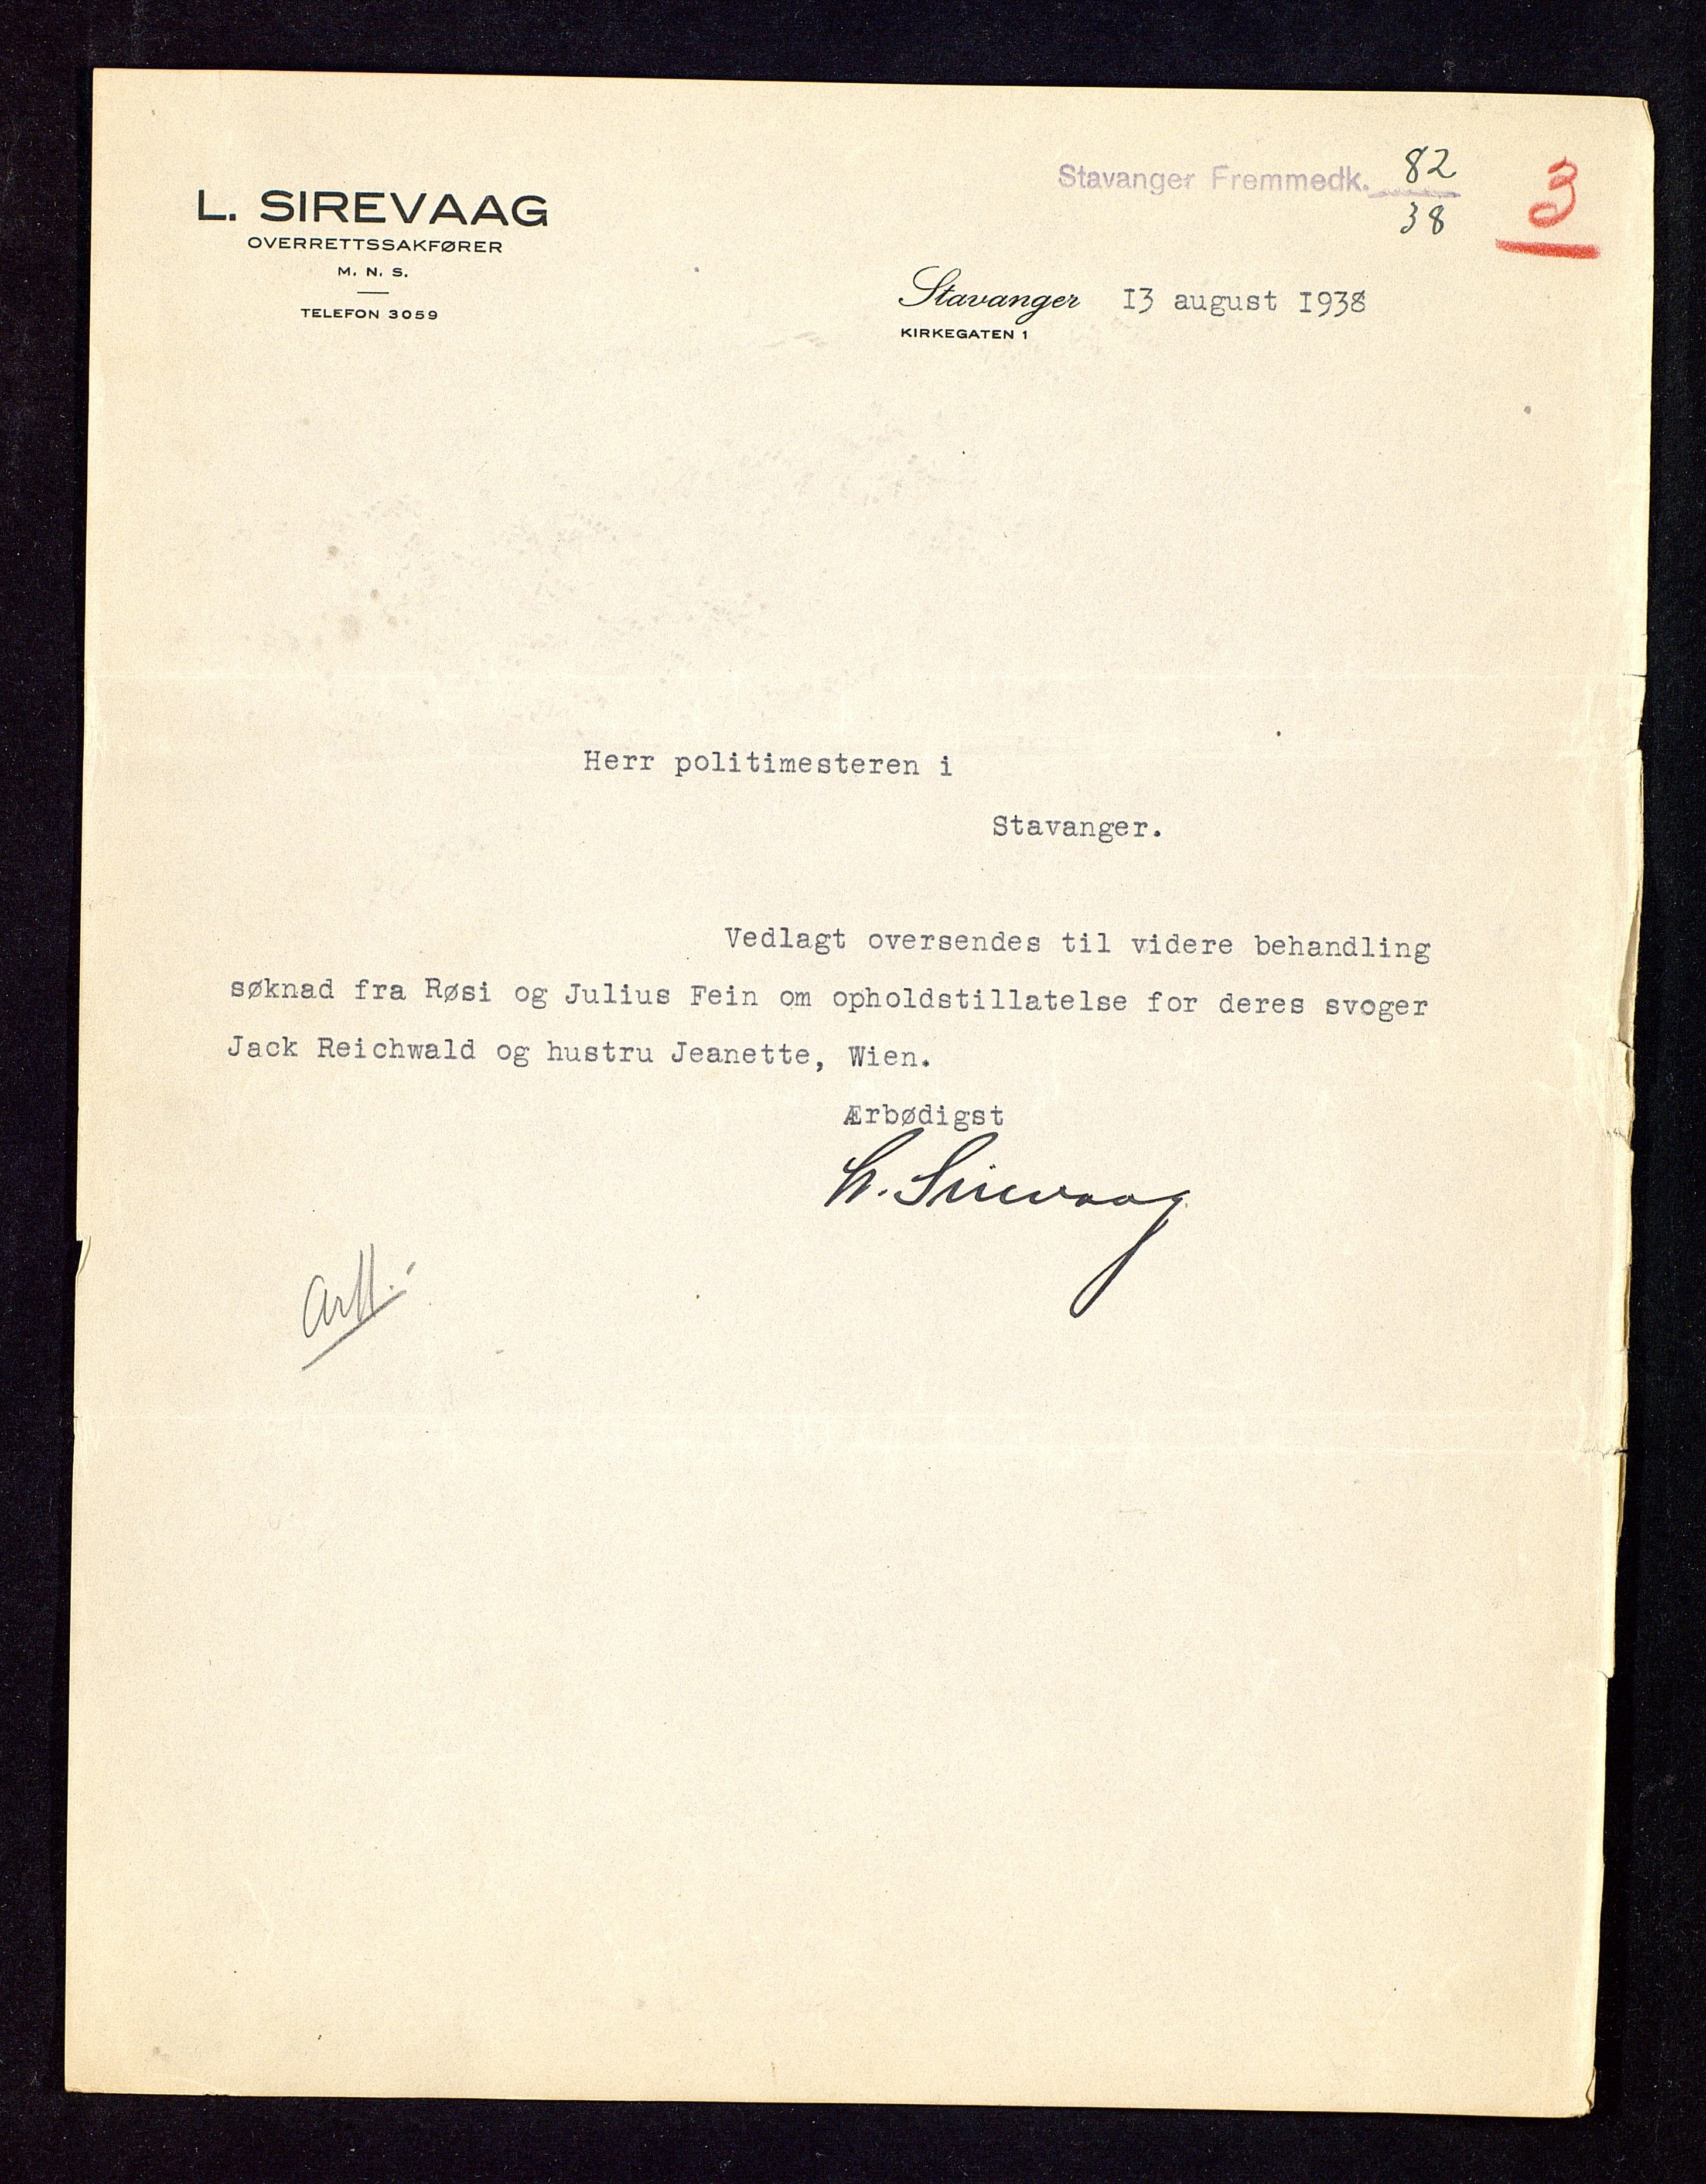 L. SIREVAAG
OVERRETTSSAKFØRER
M. N. S.
TELEFON 3059
Stavanger Fremmedk. 82
38
3
Stavanger 13 august 1938
KIRKEGATEN 1
Herr politimesteren i
Stavanger.
Vedlagt oversendes til videre behandling
søknad fra Røsi og Julius Fein om opholdstillatelse for deres svoger
Jack Reichwald og hustru Jeanette, Wien.
Ærbødigst
L. Sirevaag